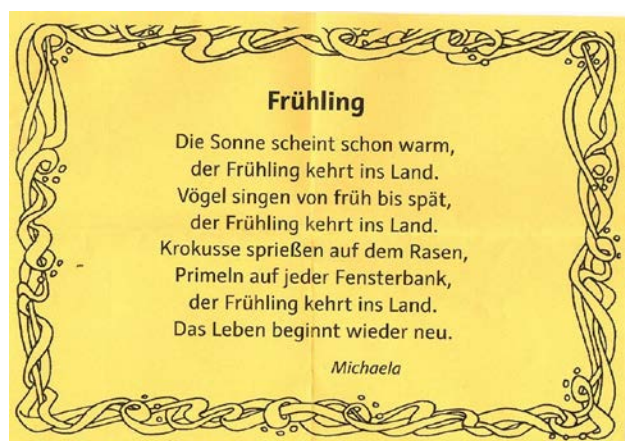 Frühling
Die Sonne scheint schon warm,
der Frühling kehrt ins Land.
Vögel singen von früh bis spät,
der Frühling kehrt ins Land.
Krokusse sprießen auf dem Rasen,
Primeln auf jeder Fensterbank,
der Frühling kehrt ins Land.
Das Leben beginnt wieder neu.
Michaela